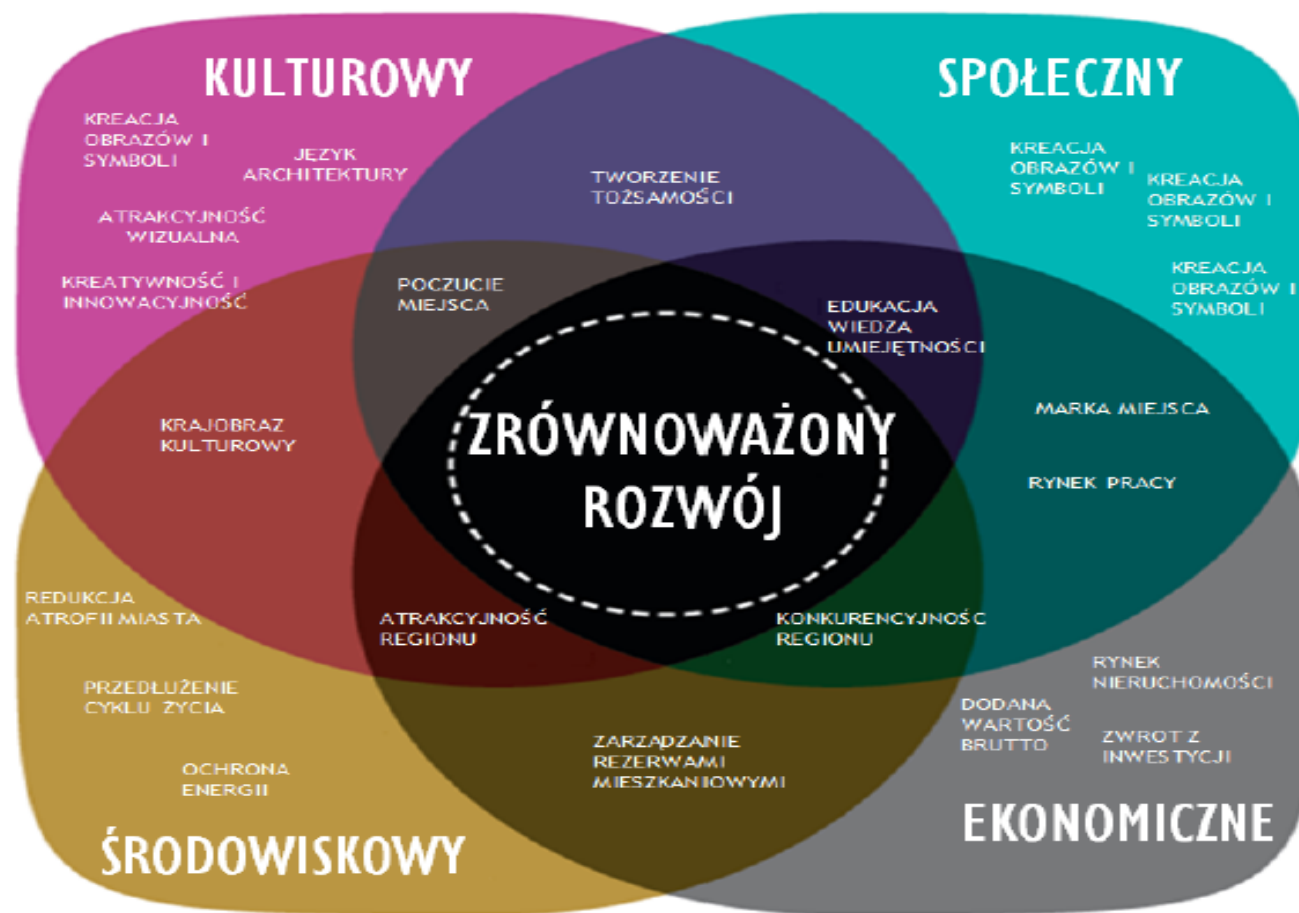 KULTUROWY
KREACJA
OBRAZÓW I
SYMBOLI
JĘZYK
ARCHITEKTURY
ATRAKCYJNOŚĆ
WIZUALNA
KREATYWNOŚĆ I
INNOWACYJNOŚĆ
TWORZENIE
TOŻSAMOŚCI
SPOŁECZNY
KREACJA
OBRAZÓW I
SYMBOLI
KREACJA
OBRAZÓW I
SYMBOLI
KREACJA
OBRAZÓW I
SYMBOLI
POCZUCIE
MIEJSCA
EDUKACJA
WIEDZA
UMIEJĘTNOŚCI
KRAJOBRAZ
KULTUROWY
ZRÓWNOWAŻONY
ROZWÓJ
MARKA MIEJSCA
RYNEK PRACY
REDUKCJA
ATROFII MIASTA
PRZEDŁUŻENIE
CYKLU ŻYCIA
OCHRONA
ENERGII
ŚRODOWISKOWY
ATRAKCYJNOŚĆ
REGIONU
KONKURENCYJNOŚĆ
REGIONU
ZARZĄDZANIE
REZERWAMI
MIESZKANIOWYMI
RYNEK
NIERUCHOMOŚCI
DODANA
WARTOŚĆ
BRUTTO
ZWROT Z
INWESTYCJI
EKONOMICZNE